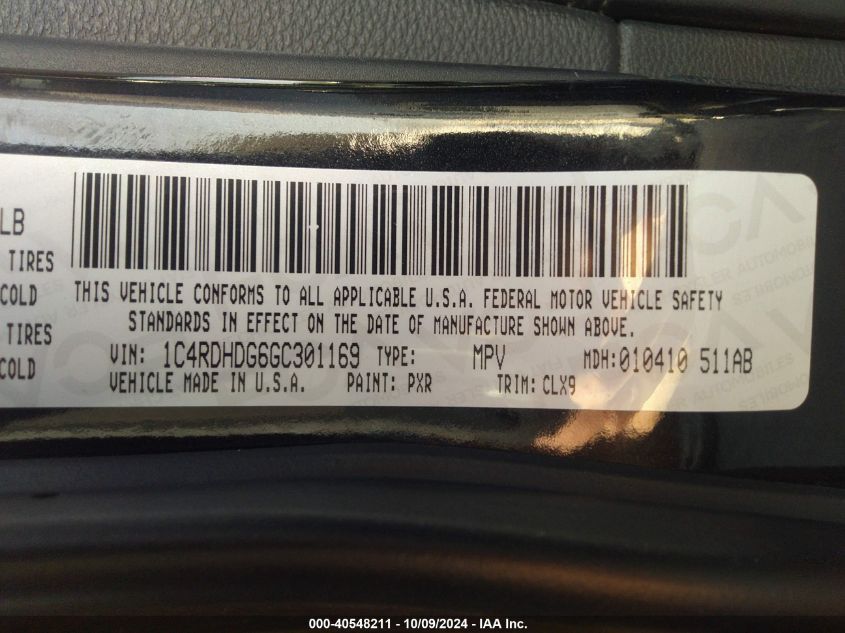 LB
TIRES
COLD
TIRES
COLD
THIS VEHICLE CONFORMS TO ALL APPLICABLE U.S.A. FEDERAL MOTOR VEHICLE SAFETY
STANDARDS IN EFFECT ON THE DATE OF MANUFACTURE SHOWN ABOVE.
VIN: 1C4RDHDG6GC301169 TYPE: MPV MDH:010410 511AB
VEHICLE MADE IN U.S.A. PAINT: PXR TRIM: CLX9
000-40548211 - 10/09/2024 - IAA Inc.